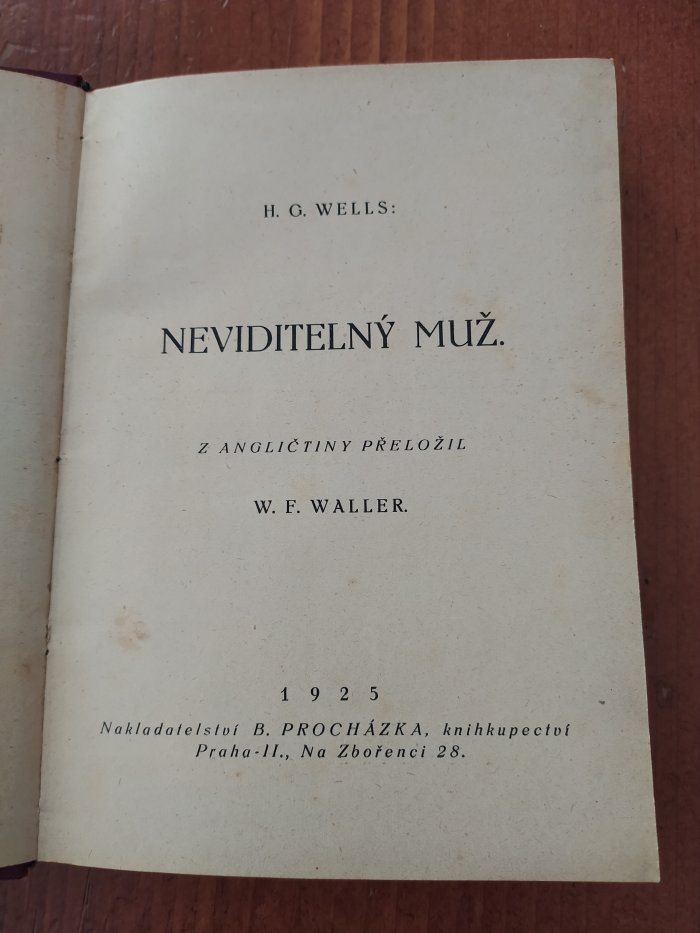 H. G. WELLS:
NEVIDITELNÝ MUŽ.
Z ANGLIČTINY PŘELOŽIL
W. F. WALLER.
1925
Nakladatelství B. PROCHÁZKA, knihkupectví
Praha-II., Na Zbořenci 28.